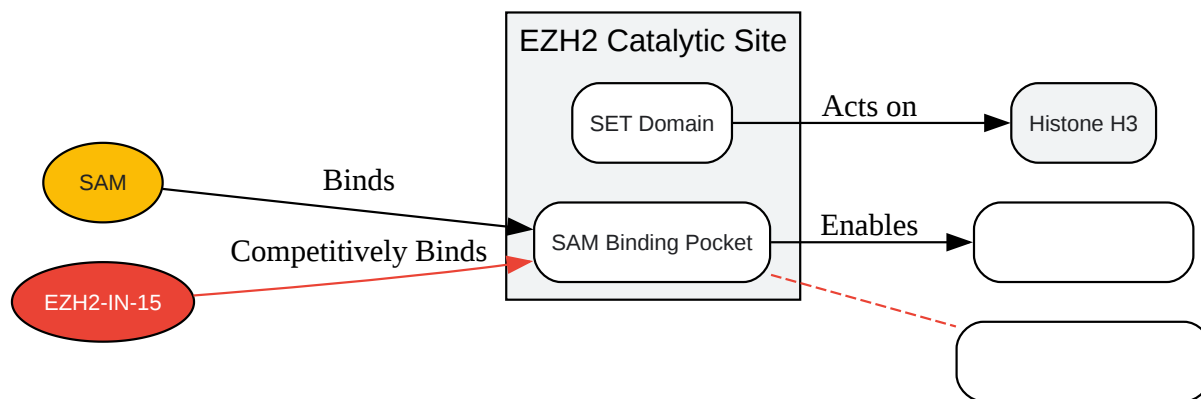 EZH2 Catalytic Site
SET Domain
Acts on
Histone H3
SAM
Binds
SAM Binding Pocket
Enables
Competitively Binds
EZH2-IN-15